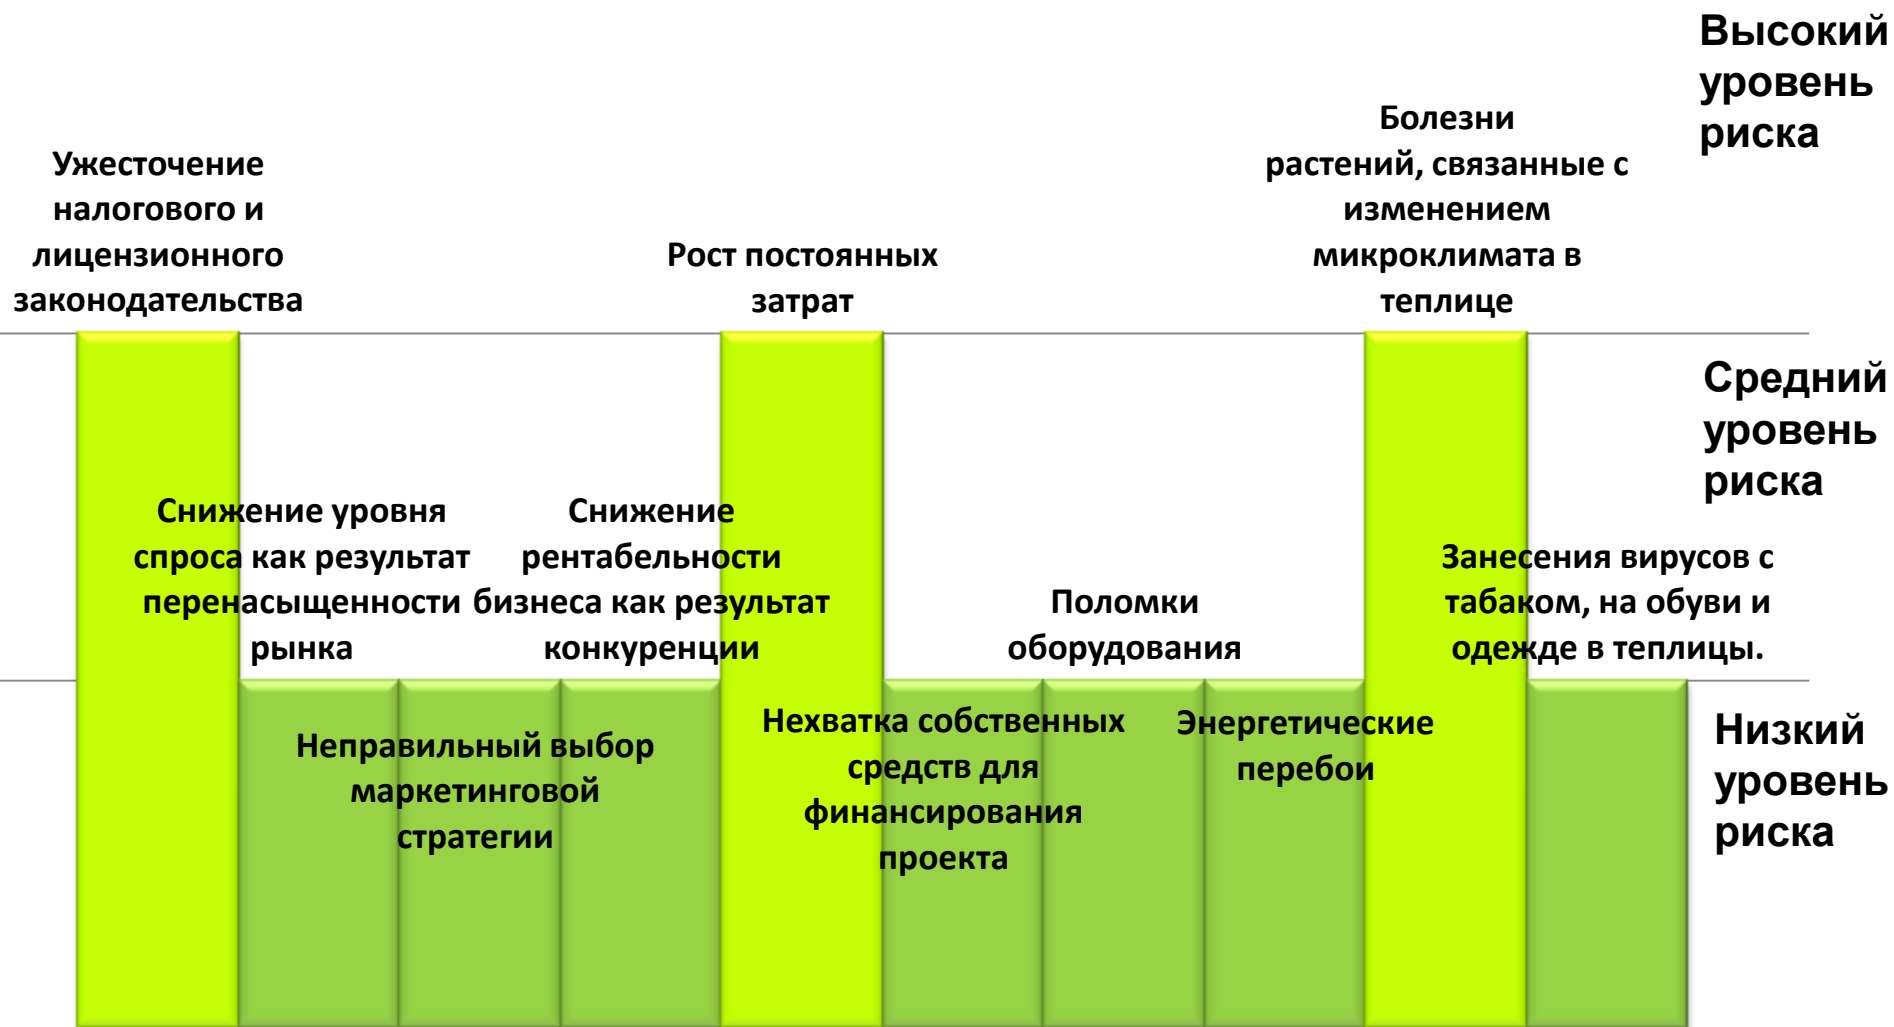 Высокий
уровень
риска
Ужесточение
налогового и
лицензионного
законодательства
Рост постоянных
затрат
Болезни
растений, связанные с
изменением
микроклимата в
теплице
Средний
уровень
риска
Снижение уровня
спроса как результат
перенасыщенности
рынка
Снижение
рентабельности
бизнеса как результат
конкуренции
Поломки
оборудования
Занесения вирусов с
табаком, на обуви и
одежде в теплицы.
Неправильный выбор
маркетинговой
стратегии
Нехватка собственных
средств для
финансирования
проекта
Энергетические
перебои
Низкий
уровень
риска